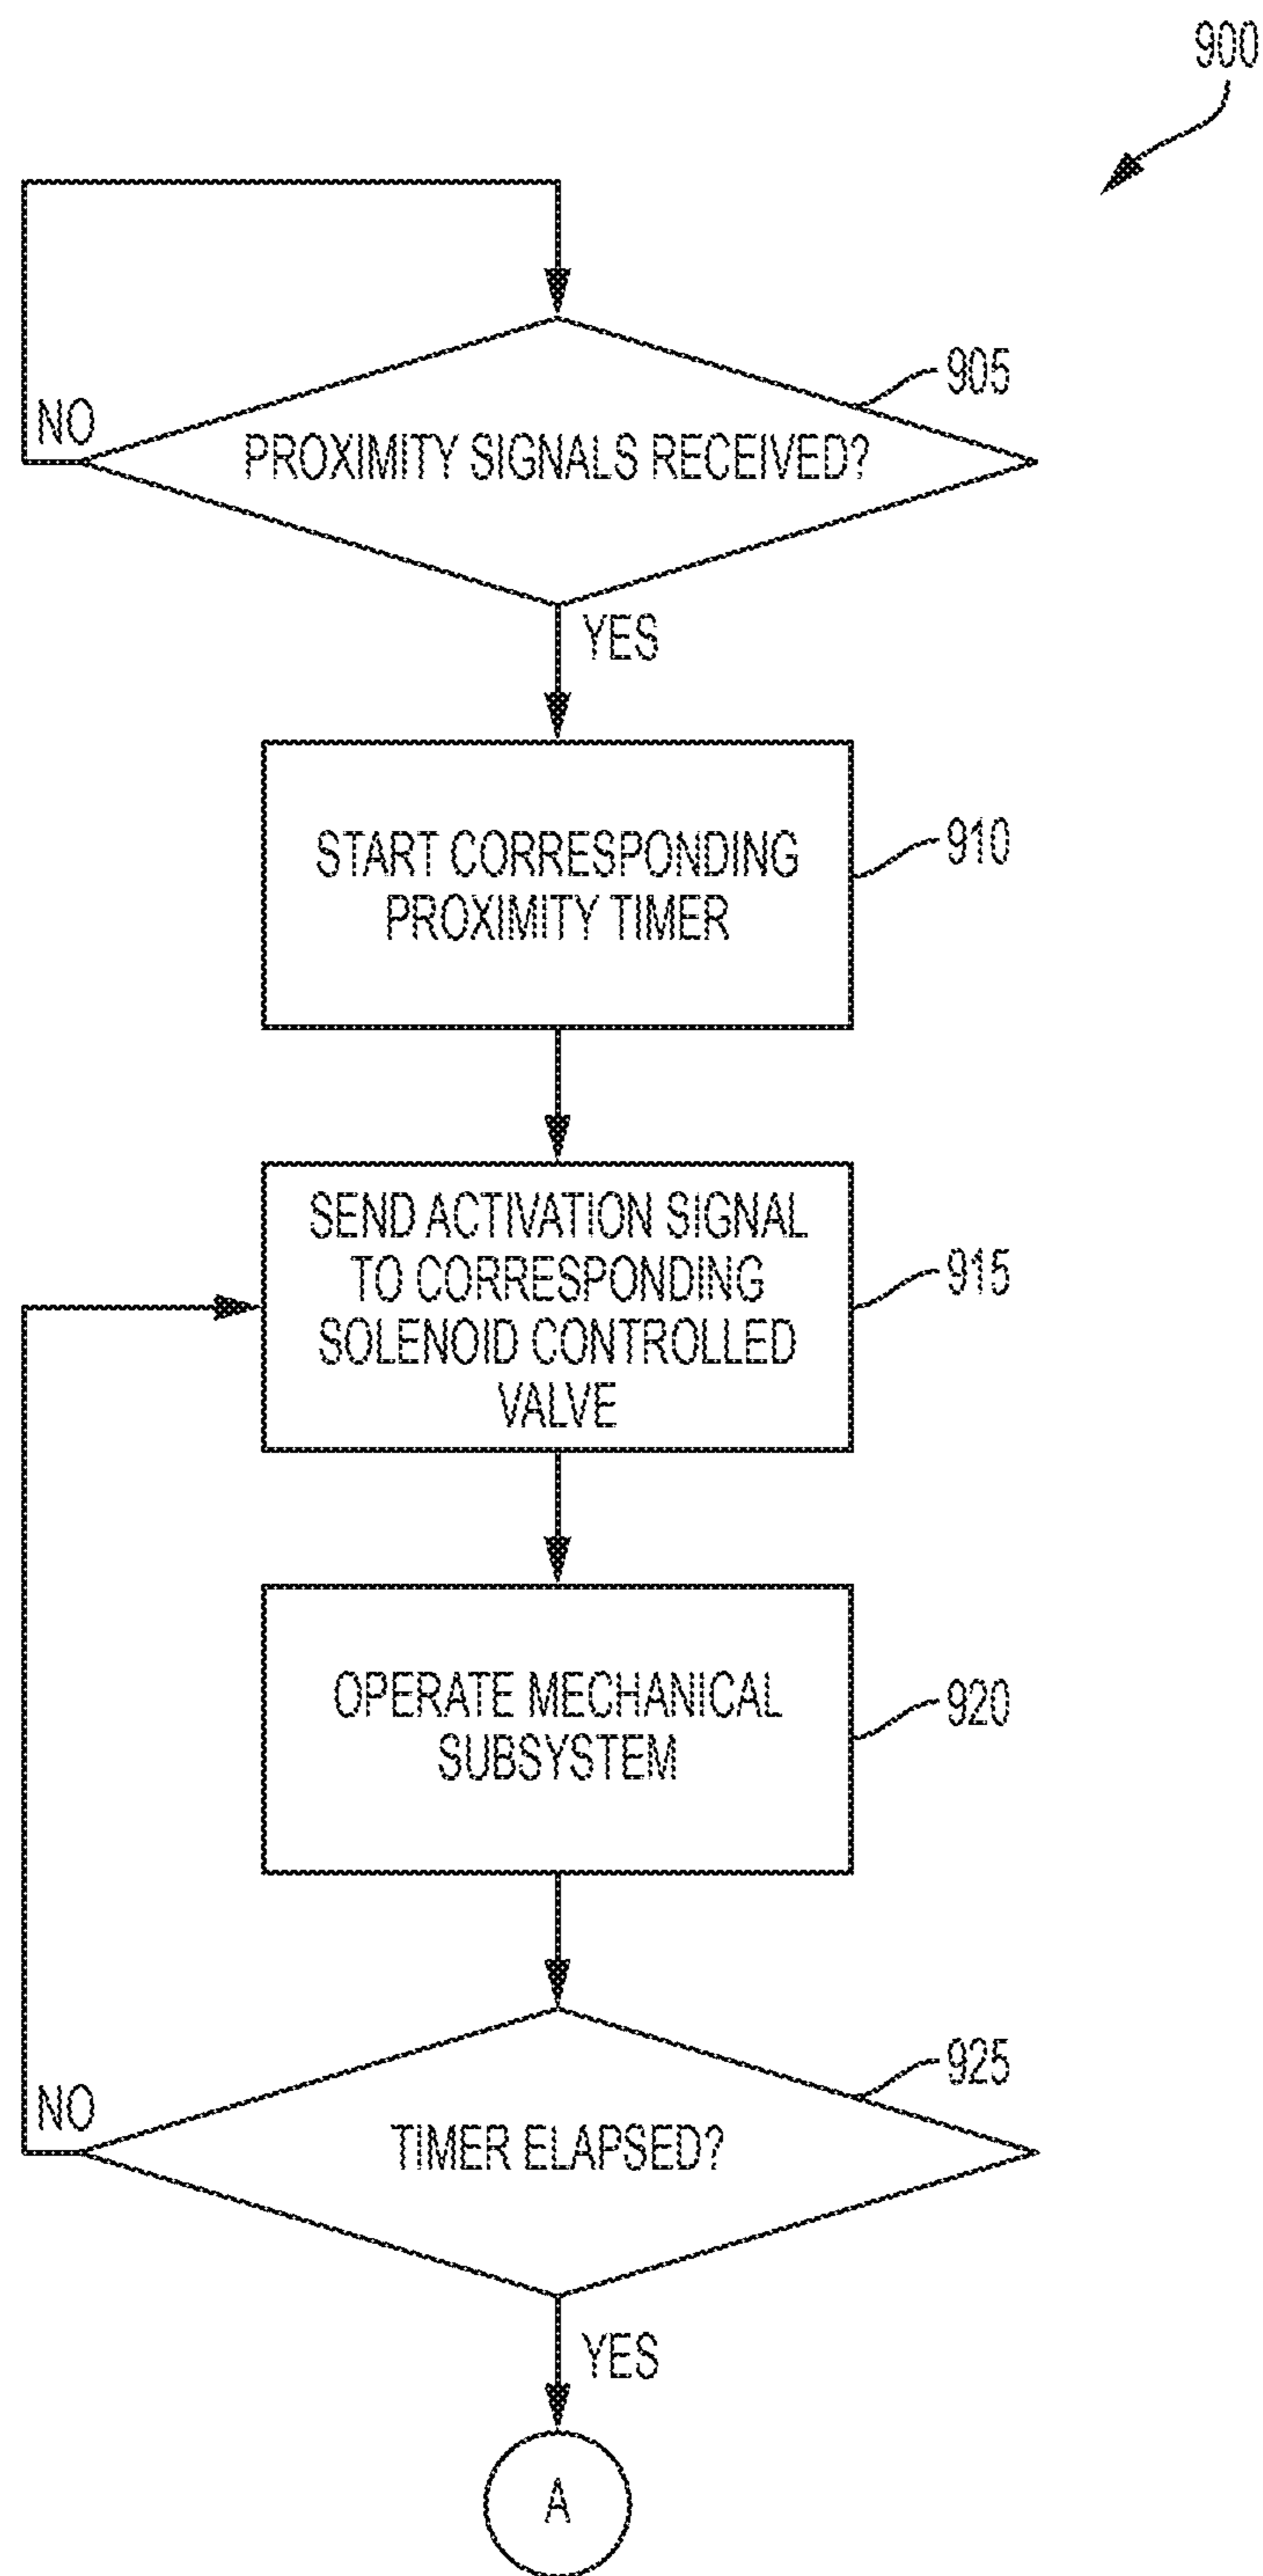 900
905
NO
PROXIMITY SIGNALS RECEIVED?
YES
START CORRESPONDING
PROXIMITY TIMER
910
SEND ACTIVATION SIGNAL
TO CORRESPONDING
SOLENOID CONTROLLED
VALVE
915
OPERATE MECHANICAL
SUBSYSTEM
920
925
NO
TIMER ELAPSED?
YES
A